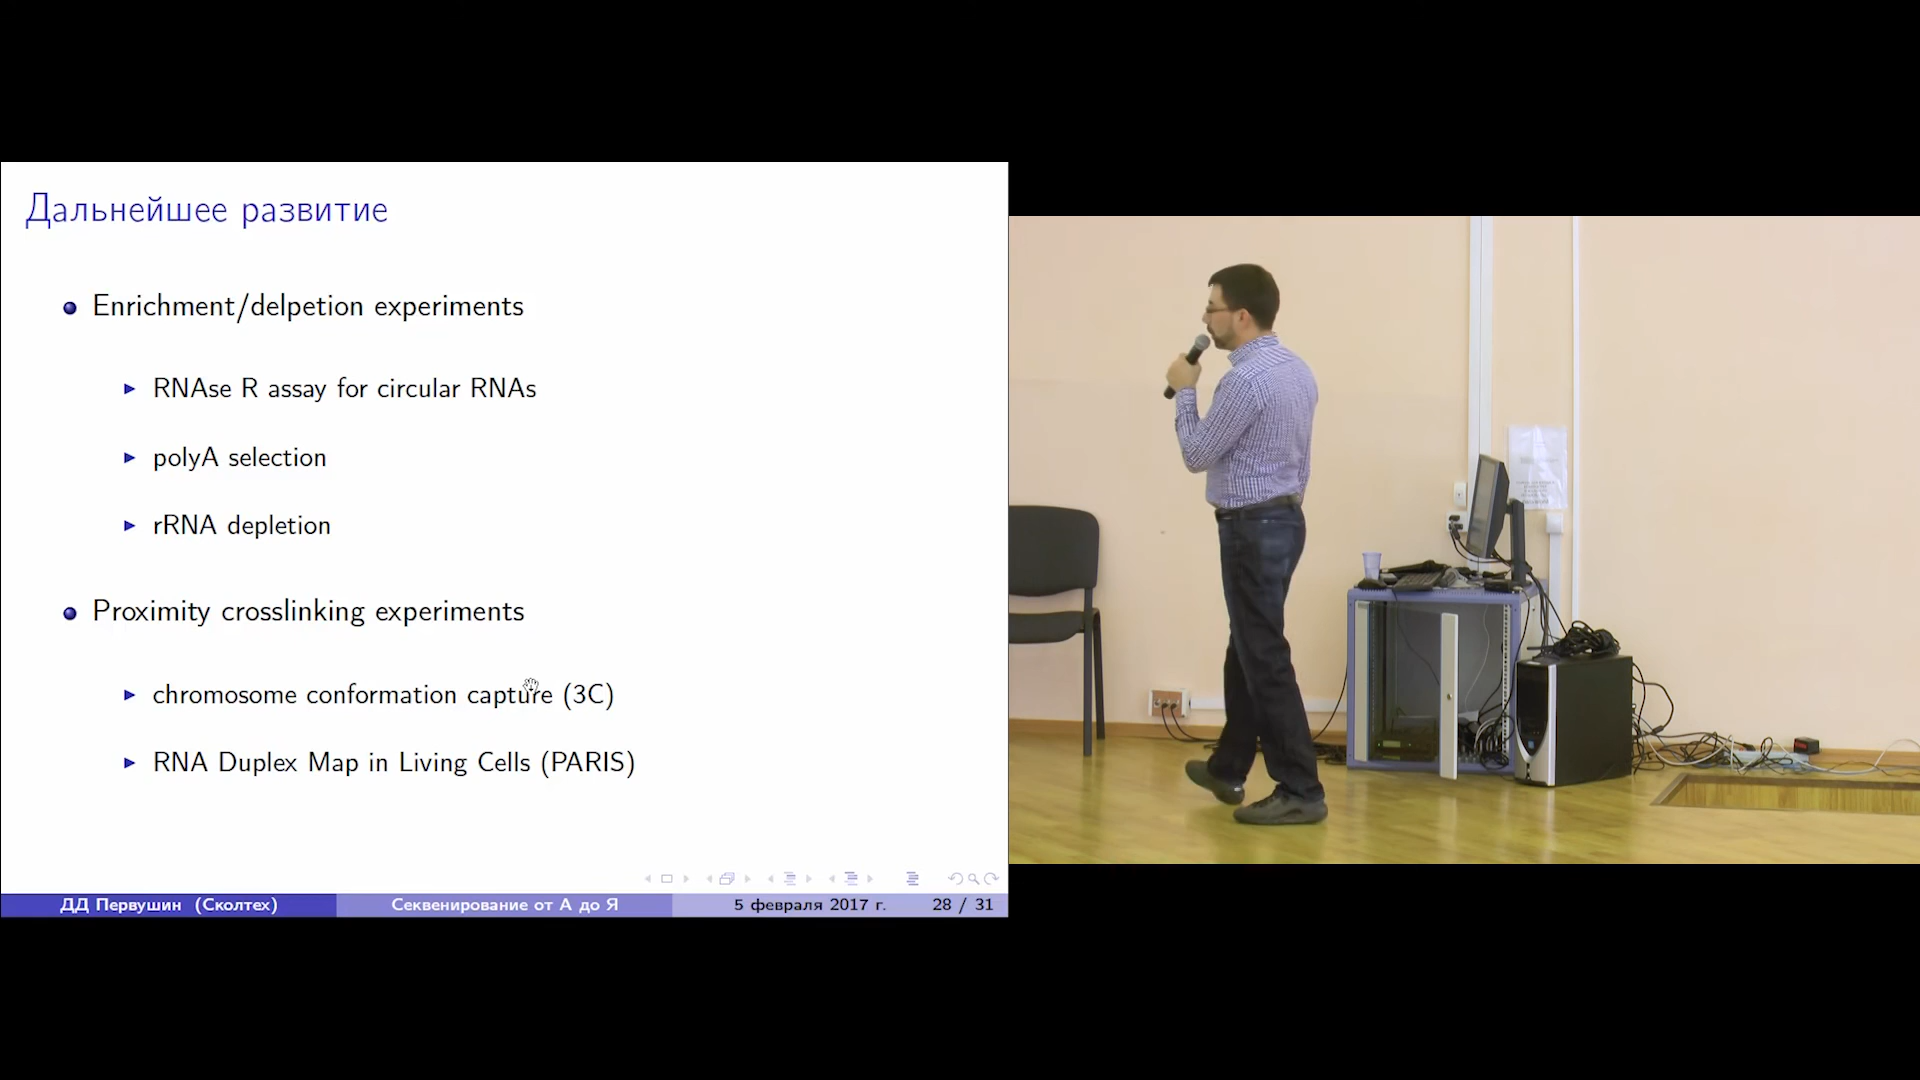 Дальнейшее развитие
Enrichment/delpetion experiments
RNAse R assay for circular RNAs
polyA selection
rRNA depletion
Proximity crosslinking experiments
chromosome conformation capture (3C)
RNA Duplex Map in Living Cells (PARIS)
ДД Первушин (Сколтех) Секвенирование от А до Я 5 февраля 2017 г. 28 / 31